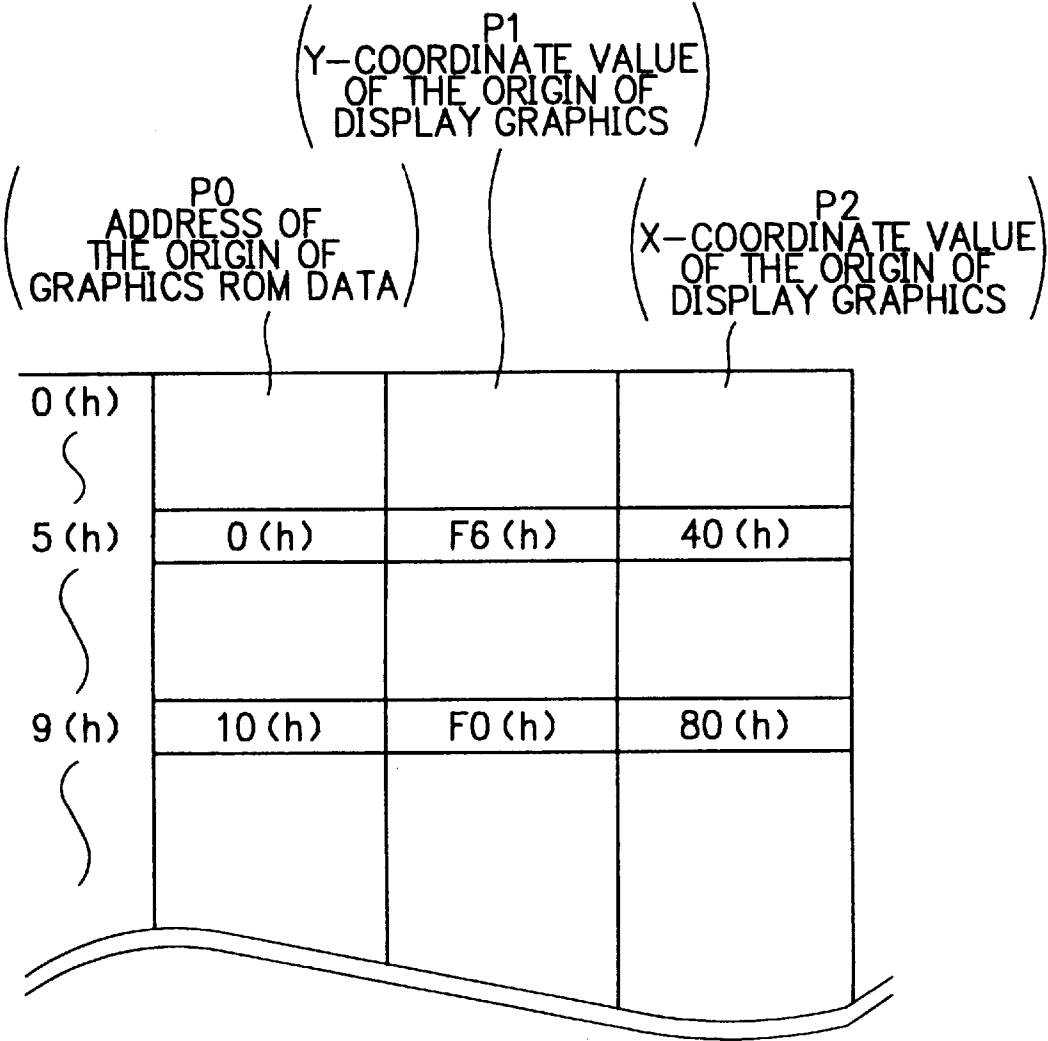 P1
Y-COORDINATE VALUE
OF THE ORIGIN OF
DISPLAY GRAPHICS
P0
ADDRESS OF
THE ORIGIN OF
GRAPHICS ROM DATA
P2
X-COORDINATE VALUE
OF THE ORIGIN OF
DISPLAY GRAPHICS
0 (h)
5 (h) 0 (h) F6 (h) 40 (h)
9 (h) 10 (h) F0 (h) 80 (h)